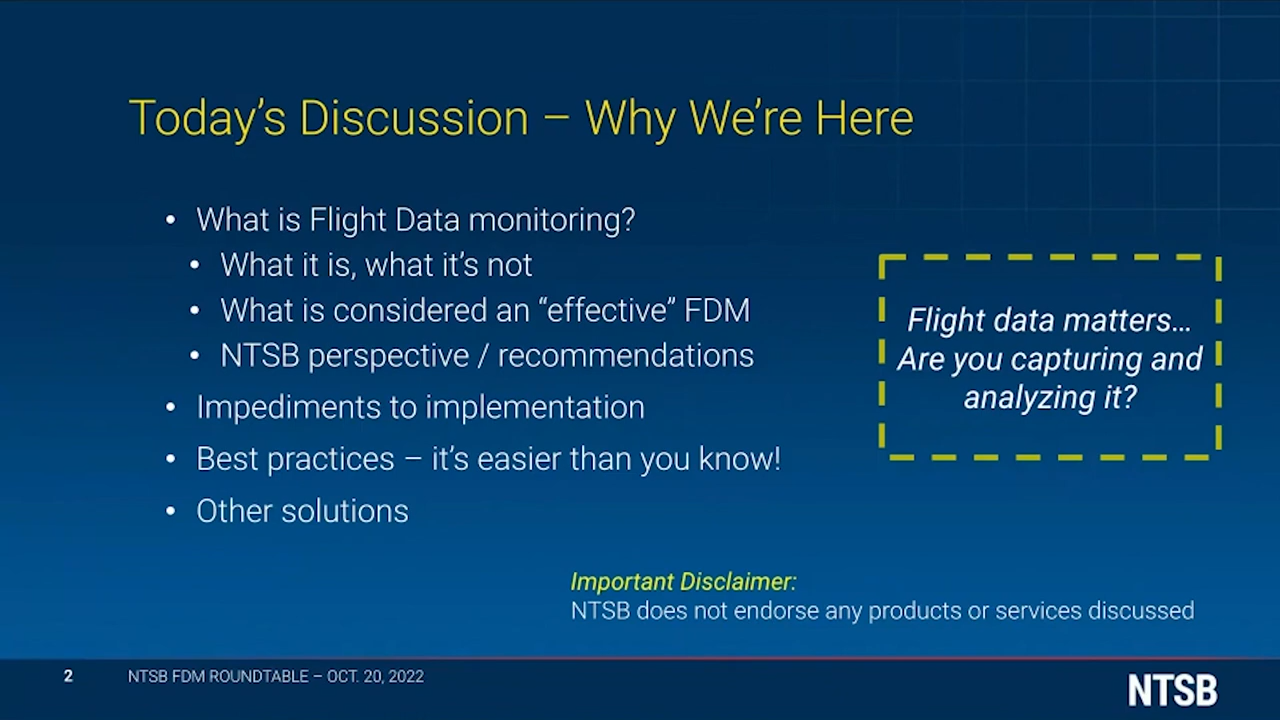 Today’s Discussion – Why We’re Here
• What is Flight Data monitoring?
• What it is, what it’s not
• What is considered an “effective” FDM
• NTSB perspective / recommendations
• Impediments to implementation
• Best practices – it’s easier than you know!
• Other solutions
Flight data matters...
Are you capturing and
analyzing it?
Important Disclaimer:
NTSB does not endorse any products or services discussed
2 NTSB FDM ROUNDTABLE – OCT. 20, 2022
NTSB